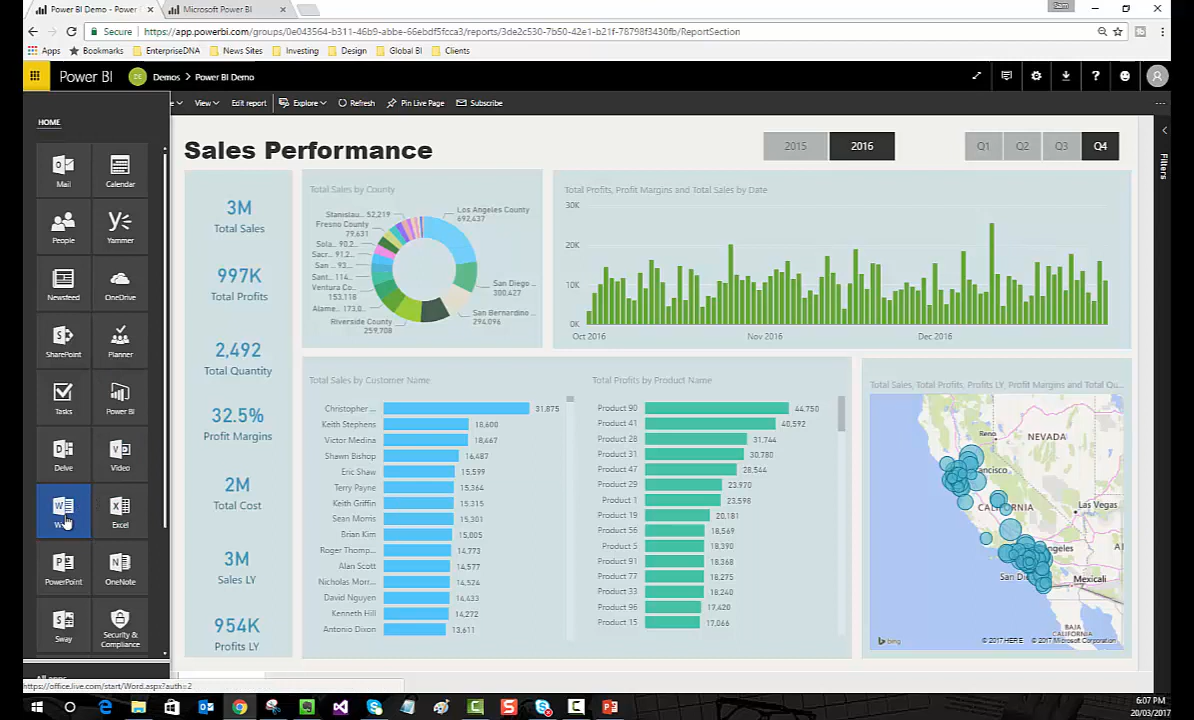 Power BI Demo - Power
Microsoft Power BI
Sam
Secure
https://app.powerbi.com/groups/0e043564-b311-46b9-abbe-66ebdf5fcca3/reports/3de2c530-7b50-42e1-b21f-78798f3430fb/ReportSection
Apps
Bookmarks
EnterpriseDNA
News Sites
Investing
Design
Global BI
Clients
Power BI
Demos > Power BI Demo
View
Edit report
Explore
Refresh
Pin Live Page
Subscribe
HOME
Mail
Calendar
People
Yammer
Newsfeed
OneDrive
SharePoint
Planner
Tasks
Power BI
Delve
Video
Excel
PowerPoint
OneNote
Sway
Security & Compliance
https://office.live.com/start/Word.aspx?auth=2
Sales Performance
2015
2016
Q1
Q2
Q3
Q4
Filters
3M
Total Sales
997K
Total Profits
2,492
Total Quantity
32.5%
Profit Margins
2M
Total Cost
3M
Sales LY
954K
Profits LY
Total Sales by County
Los Angeles County
692,437
San Diego ...
300,427
San Bernardino ...
294,096
Riverside County
259,708
Alame... 173,0...
Ventura Co...
153,118
Sant... 114...
San ... 93...
Sacr... 91,2...
Sola... 90,2...
Fresno County
79,631
Stanislau... 52,219
Total Profits, Profit Margins and Total Sales by Date
30K
20K
10K
0K
Oct 2016
Nov 2016
Dec 2016
Total Sales by Customer Name
Christopher ... 31,875
Keith Stephens 18,600
Victor Medina 18,467
Shawn Bishop 16,487
Eric Shaw 15,599
Terry Payne 15,364
Keith Griffin 15,315
Sean Morris 15,301
Brian Kim 15,005
Roger Thomp... 14,773
Alan Scott 14,577
Nicholas Morr... 14,524
David Nguyen 14,433
Kenneth Hill 14,272
Antonio Dixon 13,611
Total Profits by Product Name
Product 90 44,750
Product 41 40,592
Product 28 31,744
Product 31 30,780
Product 47 28,544
Product 29 23,970
Product 1 23,598
Product 19 20,181
Product 56 18,569
Product 5 18,390
Product 91 18,368
Product 77 18,275
Product 33 18,240
Product 96 17,420
Product 15 17,066
Total Sales, Total Profits, Profits LY, Profit Margins and Total Qu...
Reno
NEVADA
CALIFORNIA
Las Vegas
Mexicali
BAJA
CALIFORNIA
bing
© 2017 HERE © 2017 Microsoft Corporation
6:07 PM
20/03/2017